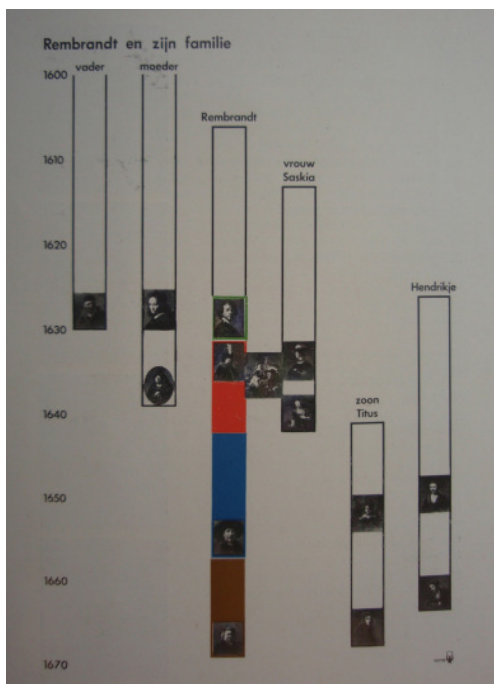 Rembrandt en zijn familie
vader
moeder
1600
Rembrandt
1610
vrouw
Saskia
1620
Hendrikje
1630
zoon
Titus
1640
1650
1660
1670